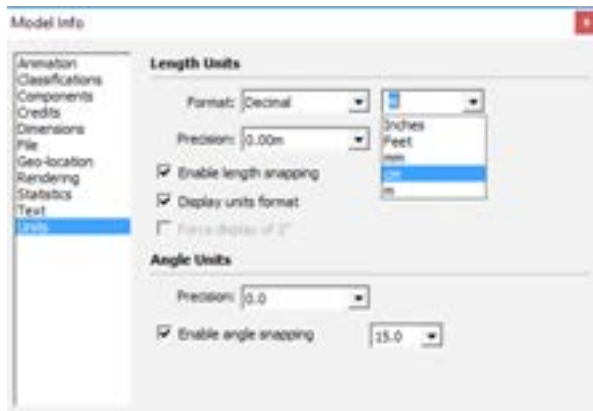 Model Info
Animation
Classifications
Components
Credits
Dimensions
File
Geo-location
Rendering
Statistics
Text
Units
Length Units
Format: Decimal
m
Inches
Feet
mm
cm
m
Precision: 0.00m
Enable length snapping
Display units format
Force display of 0"
Angle Units
Precision: 0.0
Enable angle snapping
15.0